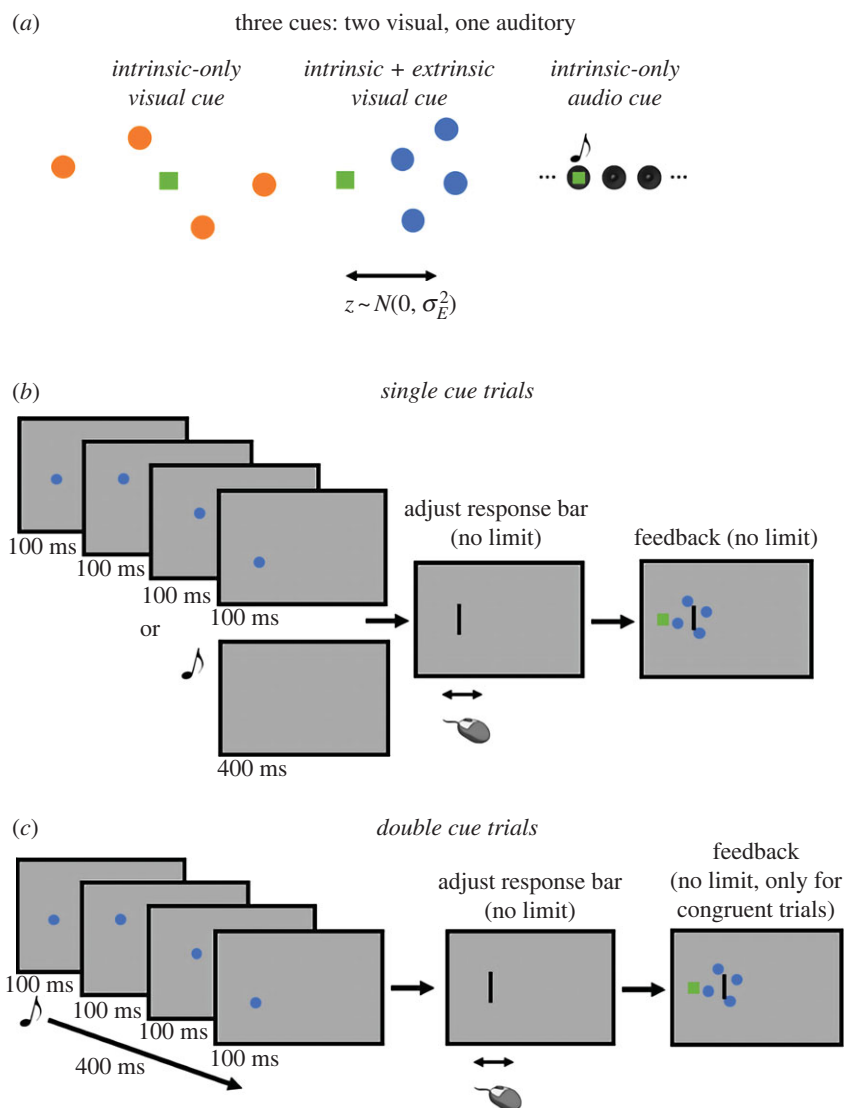 (a)
three cues: two visual, one auditory
intrinsic-only
visual cue
intrinsic + extrinsic
visual cue
intrinsic-only
audio cue
... ...
z ~ N(0, σ_E^2)
(b)
single cue trials
100 ms
100 ms
100 ms
100 ms
or
400 ms
adjust response bar
(no limit)
feedback (no limit)
(c)
double cue trials
100 ms
100 ms
100 ms
100 ms
400 ms
adjust response bar
(no limit)
feedback
(no limit, only for
congruent trials)